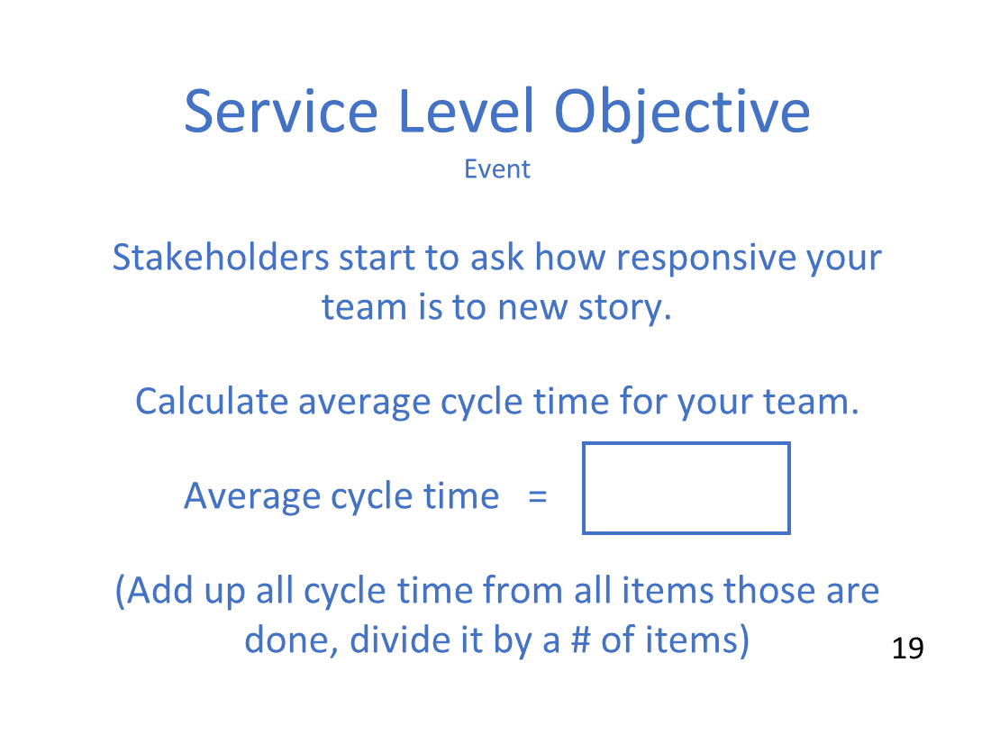 Service Level Objective
Event
Stakeholders start to ask how responsive your
team is to new story.
Calculate average cycle time for your team.
Average cycle time =
(Add up all cycle time from all items those are
done, divide it by a # of items)
19